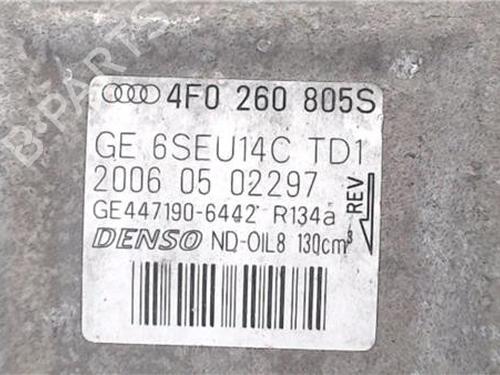 4F0 260 805S
GE 6SEU14C TD1
2006 05 02297
GE447190-6442 R134a
DENSO ND-OIL8 130cm³
REV
B-PARTS